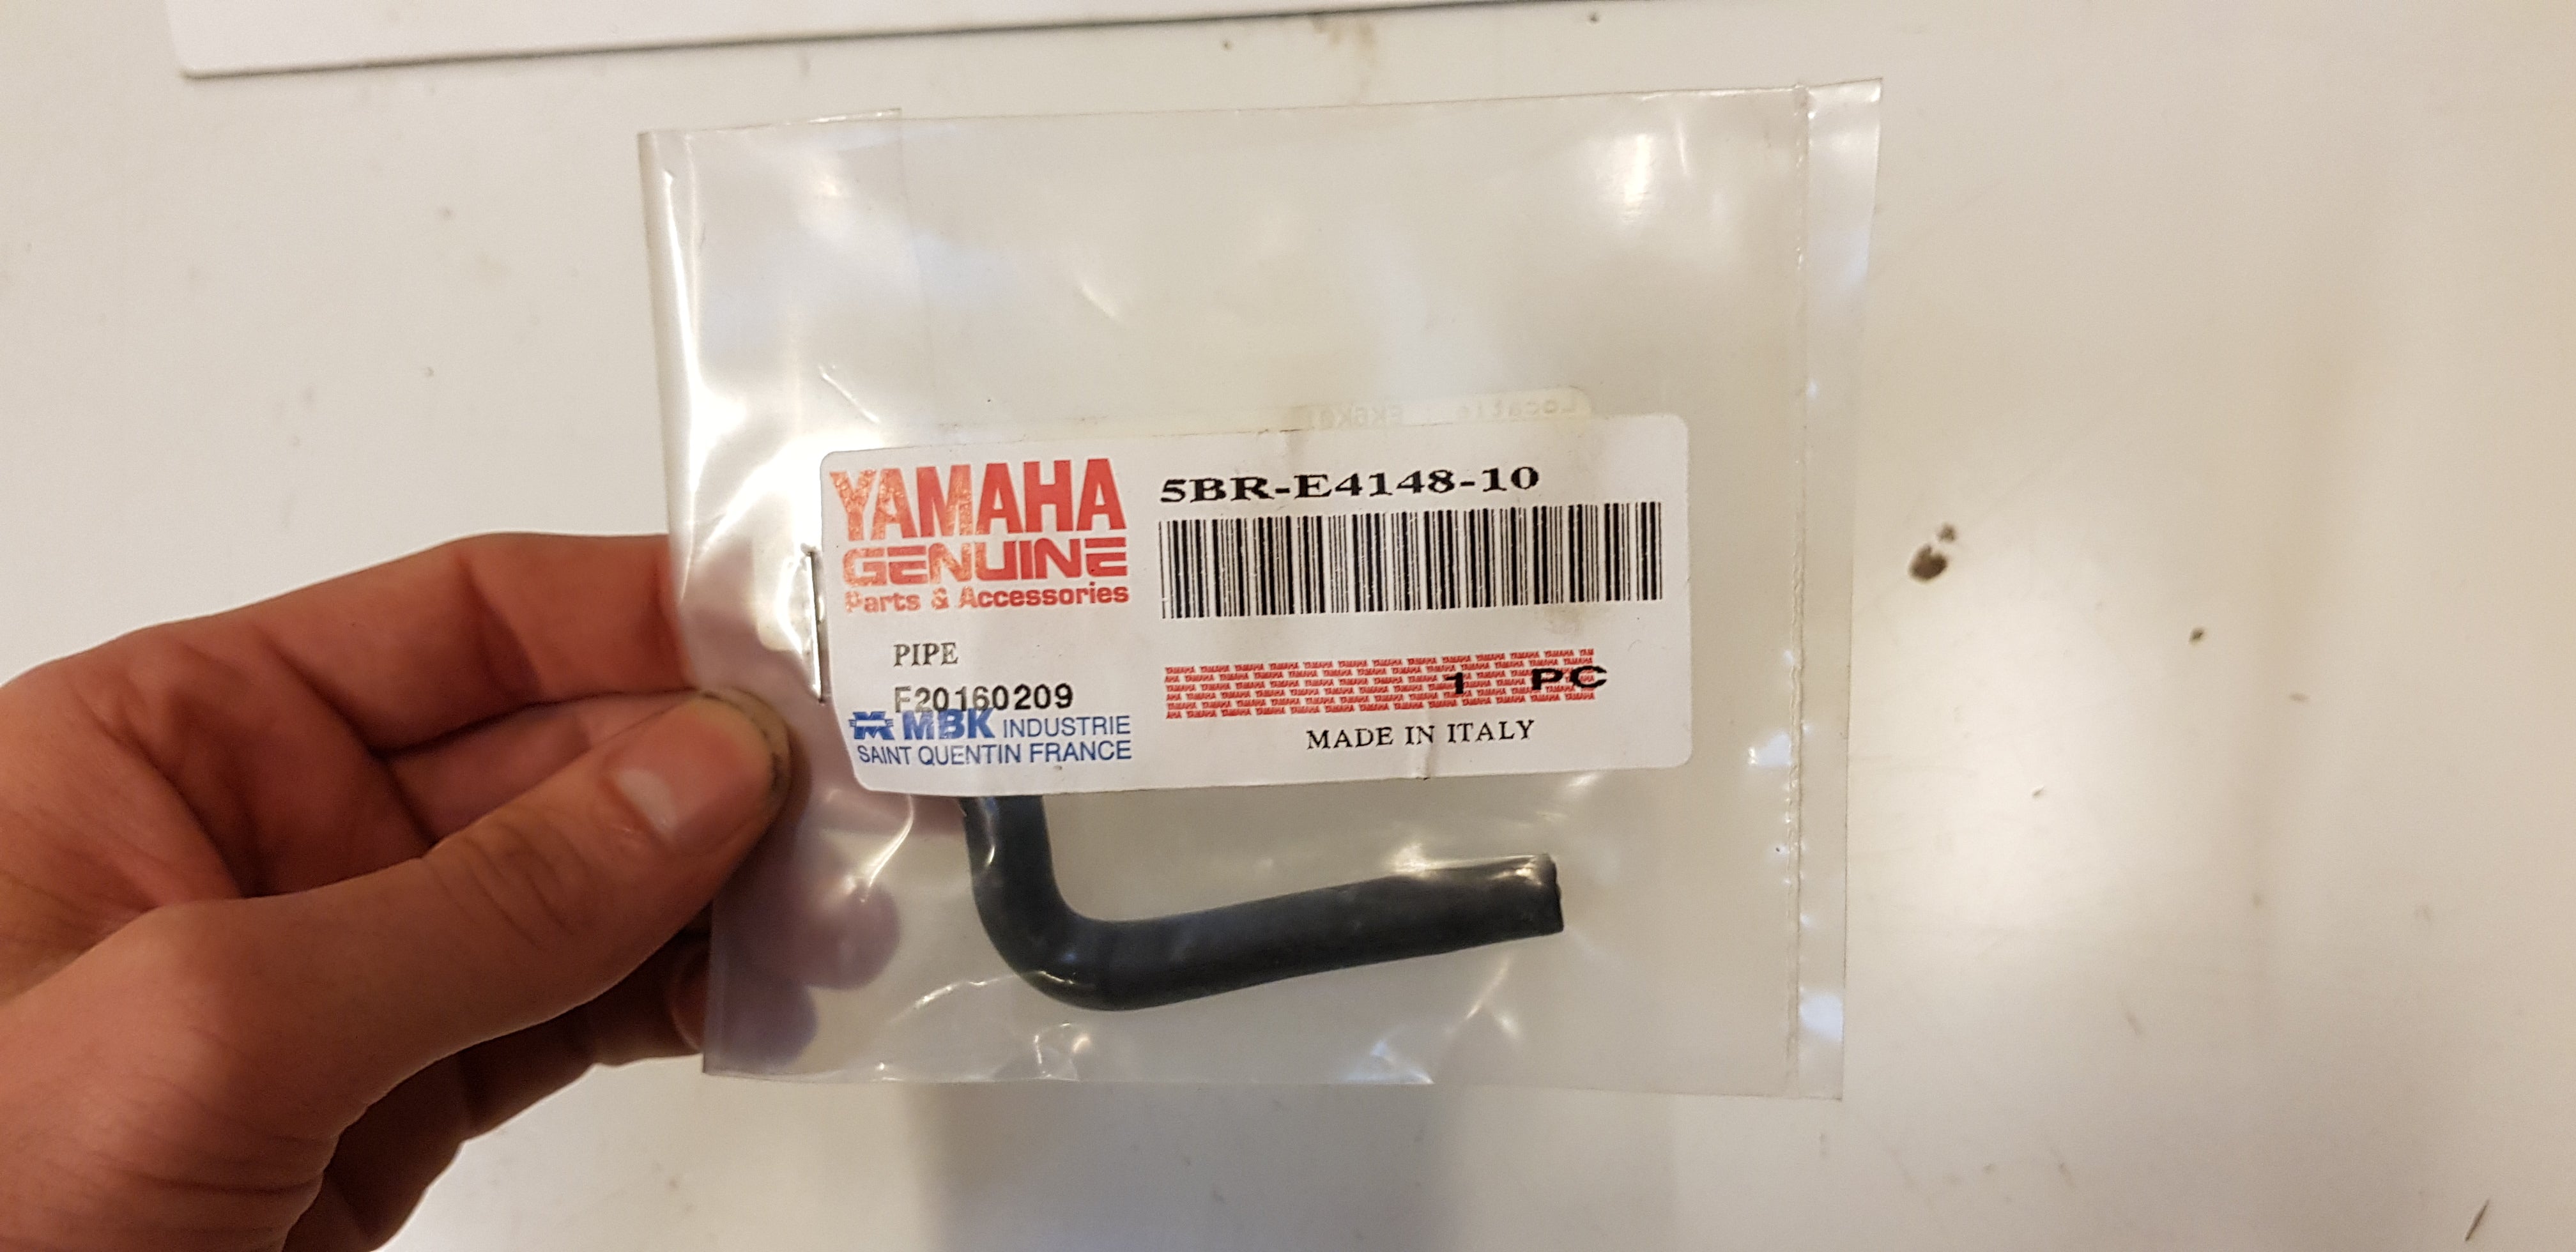 YAMAHA
GENUINE
Parts & Accessories
5BR-E4148-10
PIPE
F20160209
MBK INDUSTRIE
SAINT QUENTIN FRANCE
1 PC
MADE IN ITALY